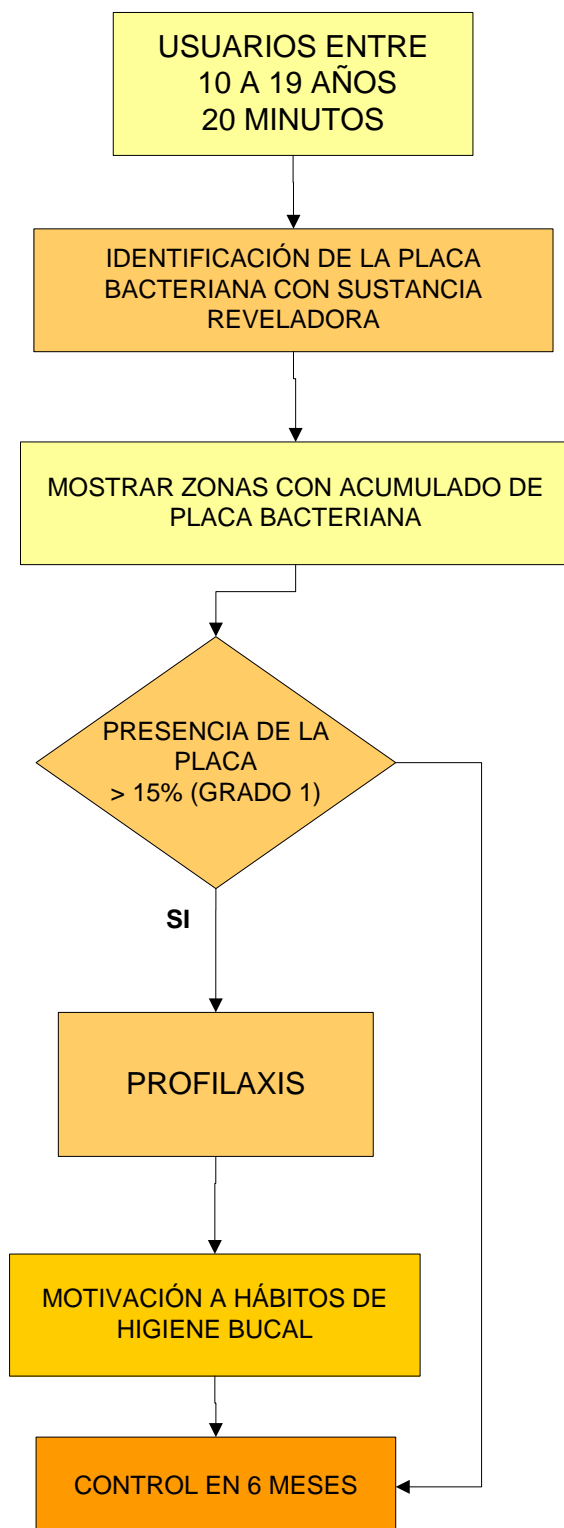 USUARIOS ENTRE
10 A 19 AÑOS
20 MINUTOS
IDENTIFICACIÓN DE LA PLACA
BACTERIANA CON SUSTANCIA
REVELADORA
MOSTRAR ZONAS CON ACUMULADO DE
PLACA BACTERIANA
PRESENCIA DE LA
PLACA
> 15% (GRADO 1)
SI
PROFILAXIS
MOTIVACIÓN A HÁBITOS DE
HIGIENE BUCAL
CONTROL EN 6 MESES